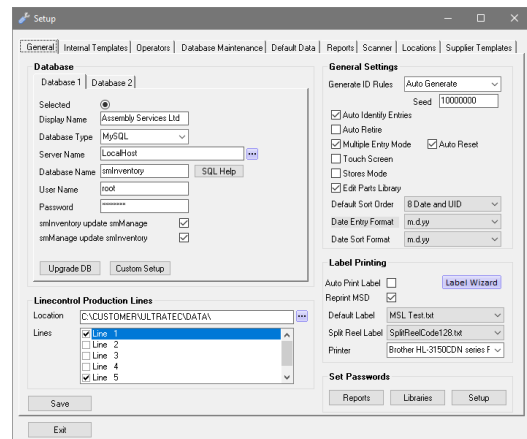 Setup
General Internal Templates Operators Database Maintenance Default Data Reports Scanner Locations Supplier Templates
Database
Database 1 Database 2
Selected
Display Name Assembly Services Ltd
Database Type MySQL
Server Name LocalHost
Database Name smInventory SQL Help
User Name root
Password ********
smInventory update smManage
smManage update smInventory
Upgrade DB Custom Setup
Linecontrol Production Lines
Location C:\CUSTOMER\ULTRATEC\DATA\
Lines Line 1
Line 2
Line 3
Line 4
Line 5
Save
Exit
General Settings
Generate ID Rules Auto Generate
Seed 10000000
Auto Identify Entries
Auto Retire
Multiple Entry Mode Auto Reset
Touch Screen
Stores Mode
Edit Parts Library
Default Sort Order 8 Date and UID
Date Entry Format m.d.yy
Date Sort Format m.d.yy
Label Printing
Auto Print Label Label Wizard
Reprint MSD
Default Label MSL Test.txt
Split Reel Label SplitReelCode128.txt
Printer Brother HL-3150CDN series F
Set Passwords
Reports Libraries Setup